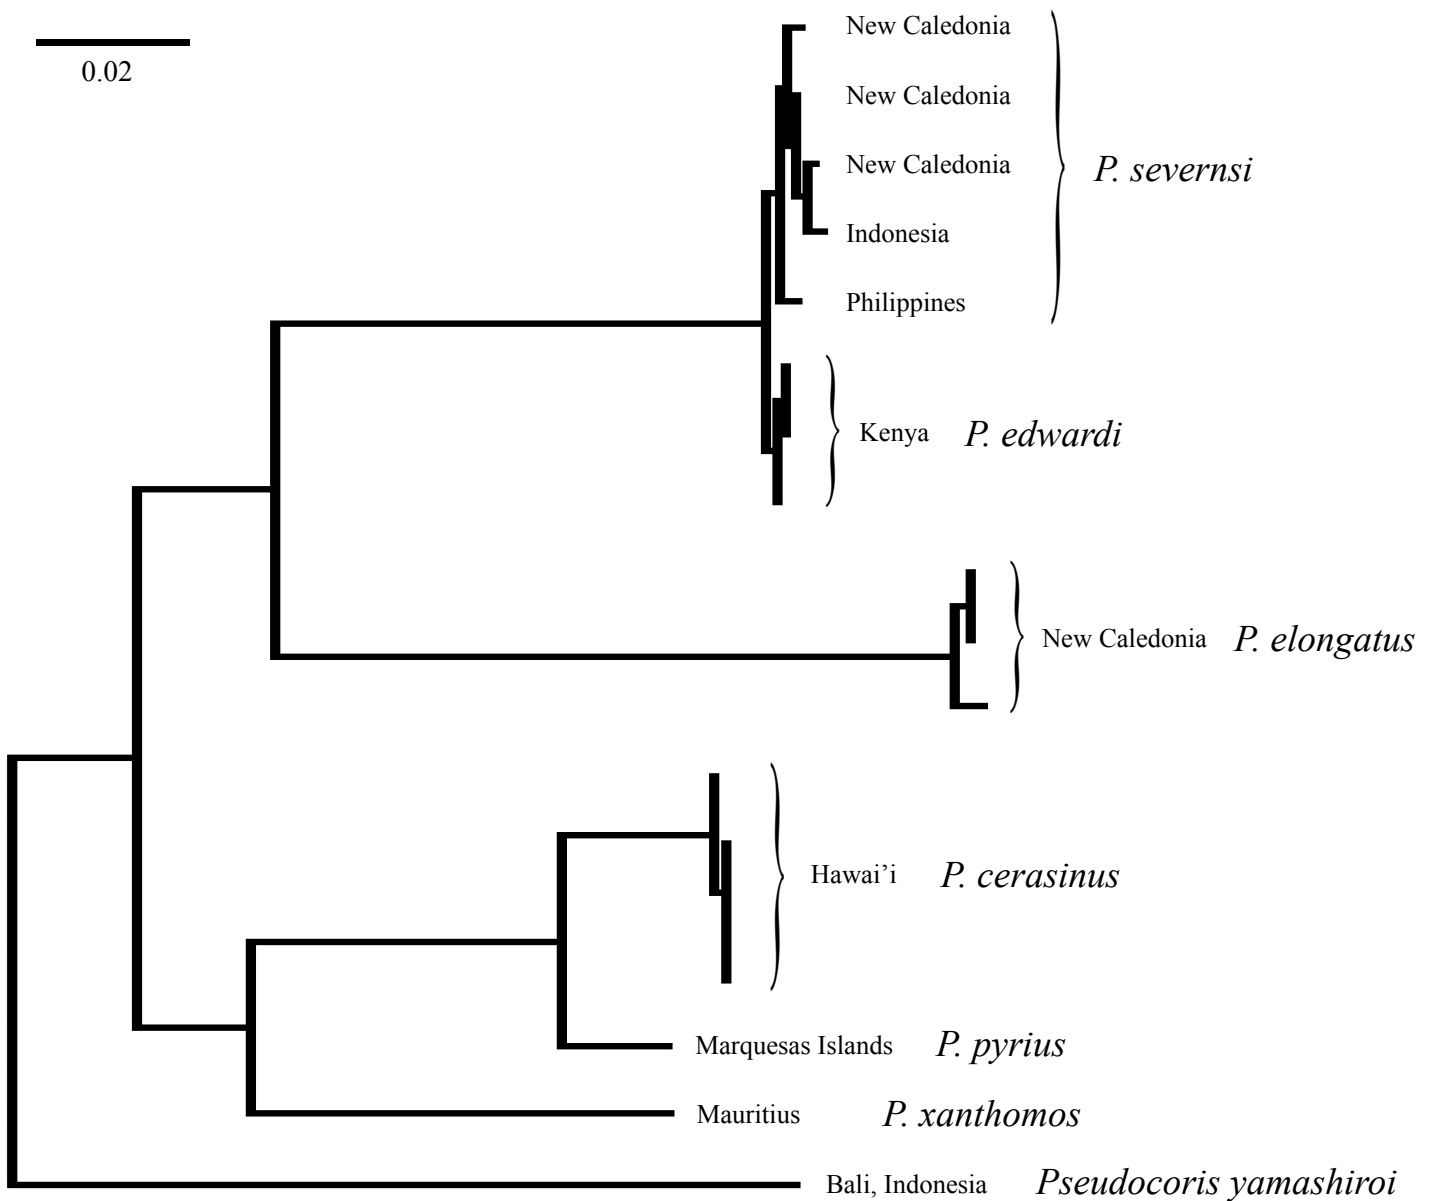 0.02
New Caledonia
New Caledonia
New Caledonia
P. severnsi
Indonesia
Philippines
Kenya P. edwardi
New Caledonia P. elongatus
Hawai’i P. cerasinus
Marquesas Islands P. pyrius
Mauritius P. xanthomos
Bali, Indonesia Pseudocoris yamashiroi